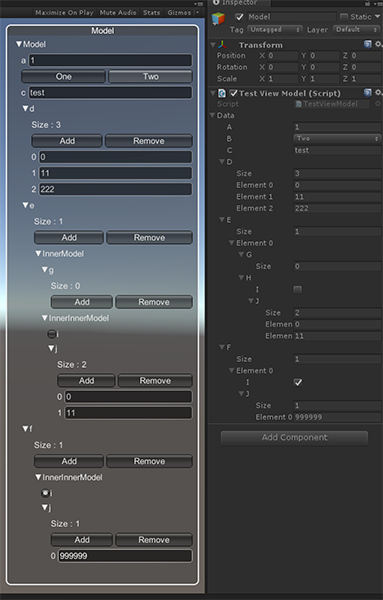 Maximize On Play Mute Audio Stats Gizmos
Model
Model
a 1
One Two
c test
d
Size : 3
Add Remove
0 0
1 11
2 222
e
Size : 1
Add Remove
InnerModel
g
Size : 0
Add Remove
InnerInnerModel
i
j
Size : 2
Add Remove
0 0
1 11
f
Size : 1
Add Remove
InnerInnerModel
i
j
Size : 1
Add Remove
0 999999
Inspector
Model Static
Tag Untagged Layer Default
Transform
Position X 0 Y 0 Z 0
Rotation X 0 Y 0 Z 0
Scale X 1 Y 1 Z 1
Test View Model (Script)
Script TestViewModel
Data
A 1
B Two
C test
D
Size 3
Element 0 0
Element 1 11
Element 2 222
E
Size 1
Element 0
G
Size 0
H
I
J
Size 2
Elemen 0
Elemen 11
F
Size 1
Element 0
I
J
Size 1
Element 0 999999
Add Component